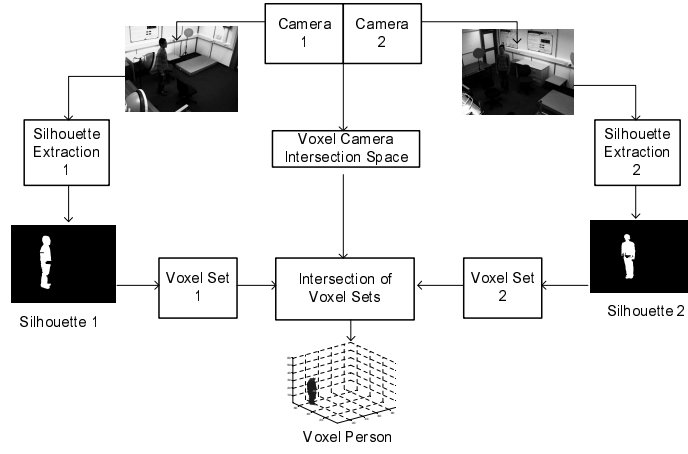 Camera
1
Camera
2
Silhouette
Extraction
1
Voxel Camera
Intersection Space
Silhouette
Extraction
2
Silhouette 1
Voxel Set
1
Intersection of
Voxel Sets
Voxel Set
2
Silhouette 2
Voxel Person